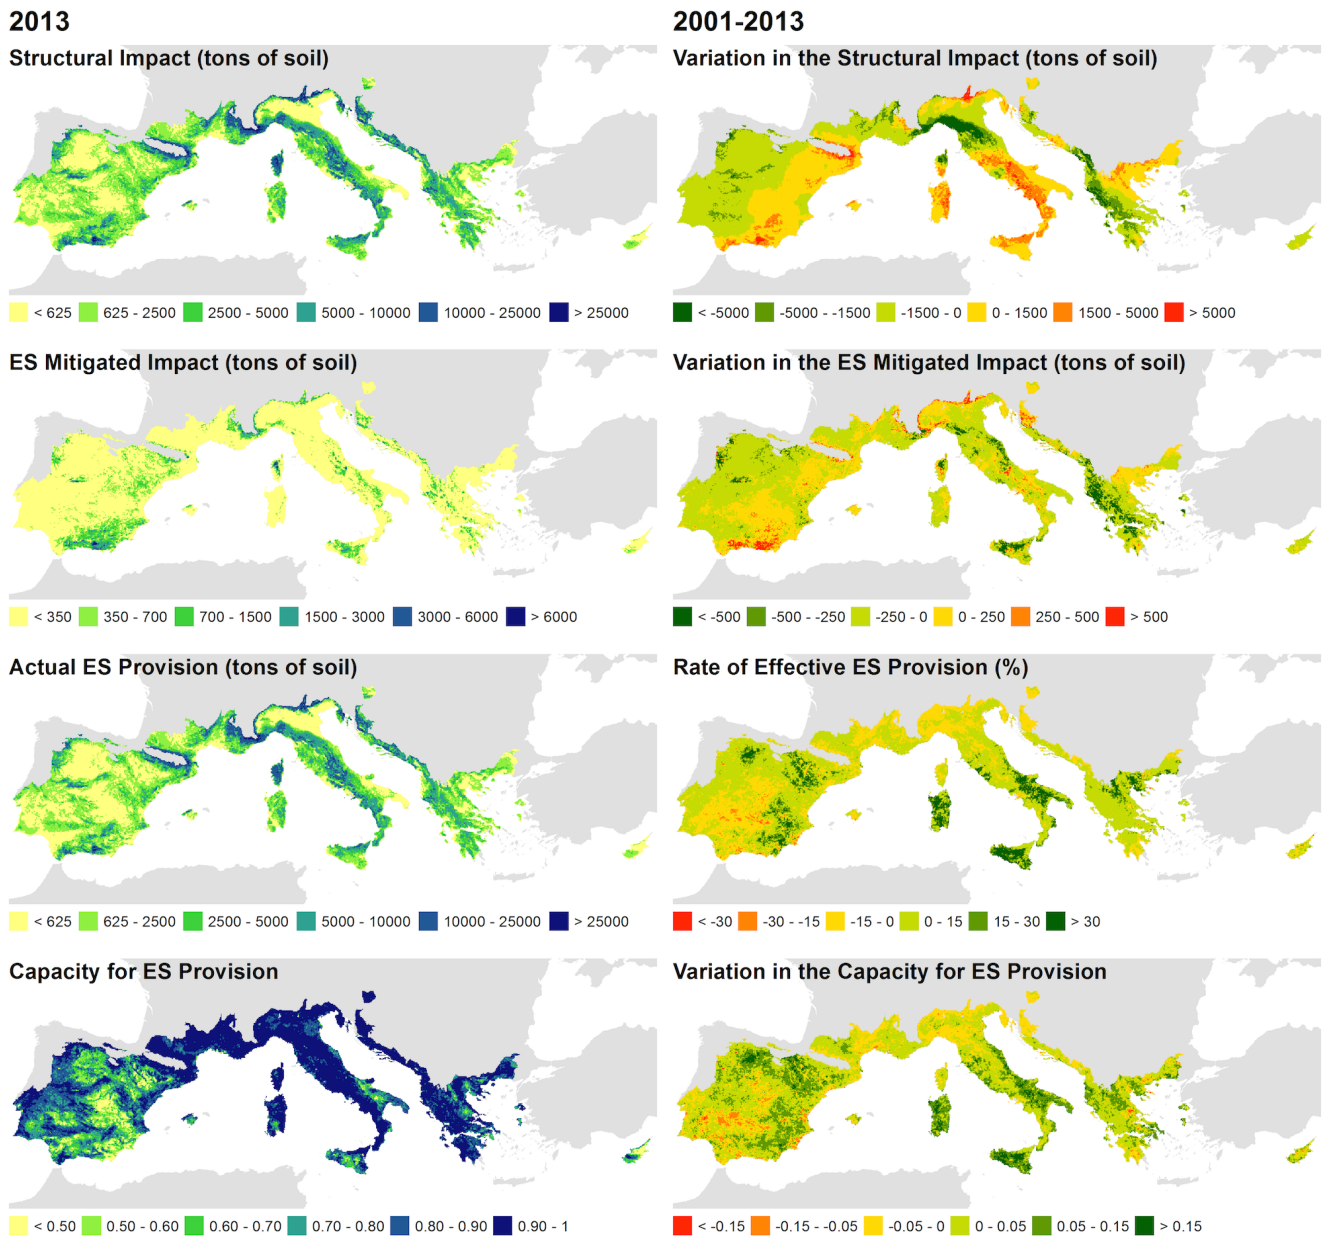 2013
Structural Impact (tons of soil)
< 625 625 - 2500 2500 - 5000 5000 - 10000 10000 - 25000 > 25000
ES Mitigated Impact (tons of soil)
< 350 350 - 700 700 - 1500 1500 - 3000 3000 - 6000 > 6000
Actual ES Provision (tons of soil)
< 625 625 - 2500 2500 - 5000 5000 - 10000 10000 - 25000 > 25000
Capacity for ES Provision
< 0.50 0.50 - 0.60 0.60 - 0.70 0.70 - 0.80 0.80 - 0.90 0.90 - 1
2001-2013
Variation in the Structural Impact (tons of soil)
< -5000 -5000 - -1500 -1500 - 0 0 - 1500 1500 - 5000 > 5000
Variation in the ES Mitigated Impact (tons of soil)
< -500 -500 - -250 -250 - 0 0 - 250 250 - 500 > 500
Rate of Effective ES Provision (%)
< -30 -30 - -15 -15 - 0 0 - 15 15 - 30 > 30
Variation in the Capacity for ES Provision
< -0.15 -0.15 - -0.05 -0.05 - 0 0 - 0.05 0.05 - 0.15 > 0.15